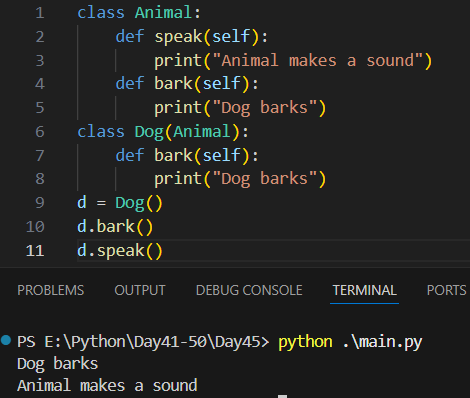 1 class Animal:
2     def speak(self):
3         print("Animal makes a sound")
4     def bark(self):
5         print("Dog barks")
6 class Dog(Animal):
7     def bark(self):
8         print("Dog barks")
9 d = Dog()
10 d.bark()
11 d.speak()
PROBLEMS OUTPUT DEBUG CONSOLE TERMINAL PORTS
PS E:\Python\Day41-50\Day45> python .\main.py
Dog barks
Animal makes a sound